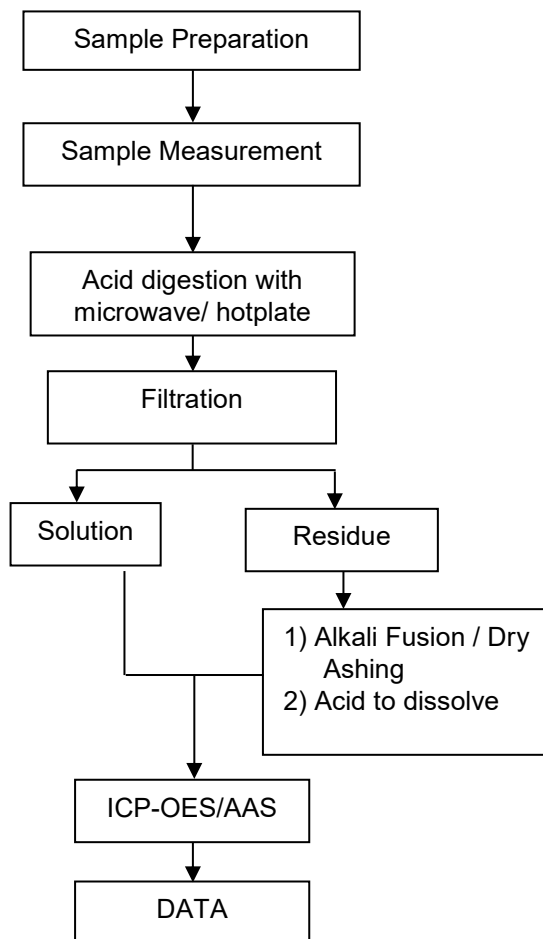 Sample Preparation
Sample Measurement
Acid digestion with
microwave/ hotplate
Filtration
Solution
Residue
1) Alkali Fusion / Dry
Ashing
2) Acid to dissolve
ICP-OES/AAS
DATA